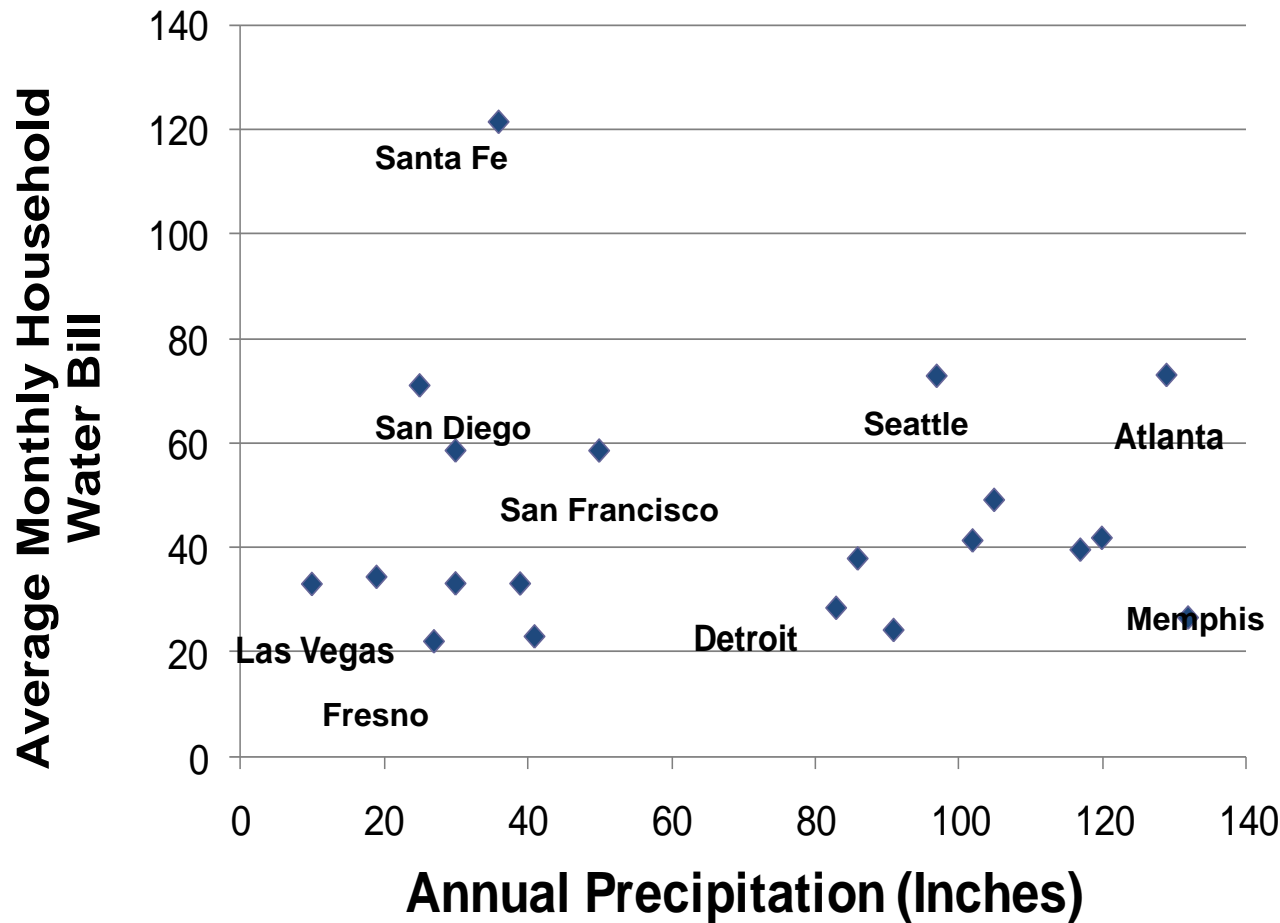 140
120
100
80
60
40
20
0
Average Monthly Household
Water Bill
Santa Fe
San Diego
San Francisco
Seattle
Atlanta
Las Vegas
Fresno
Detroit
Memphis
0 20 40 60 80 100 120 140
Annual Precipitation (Inches)